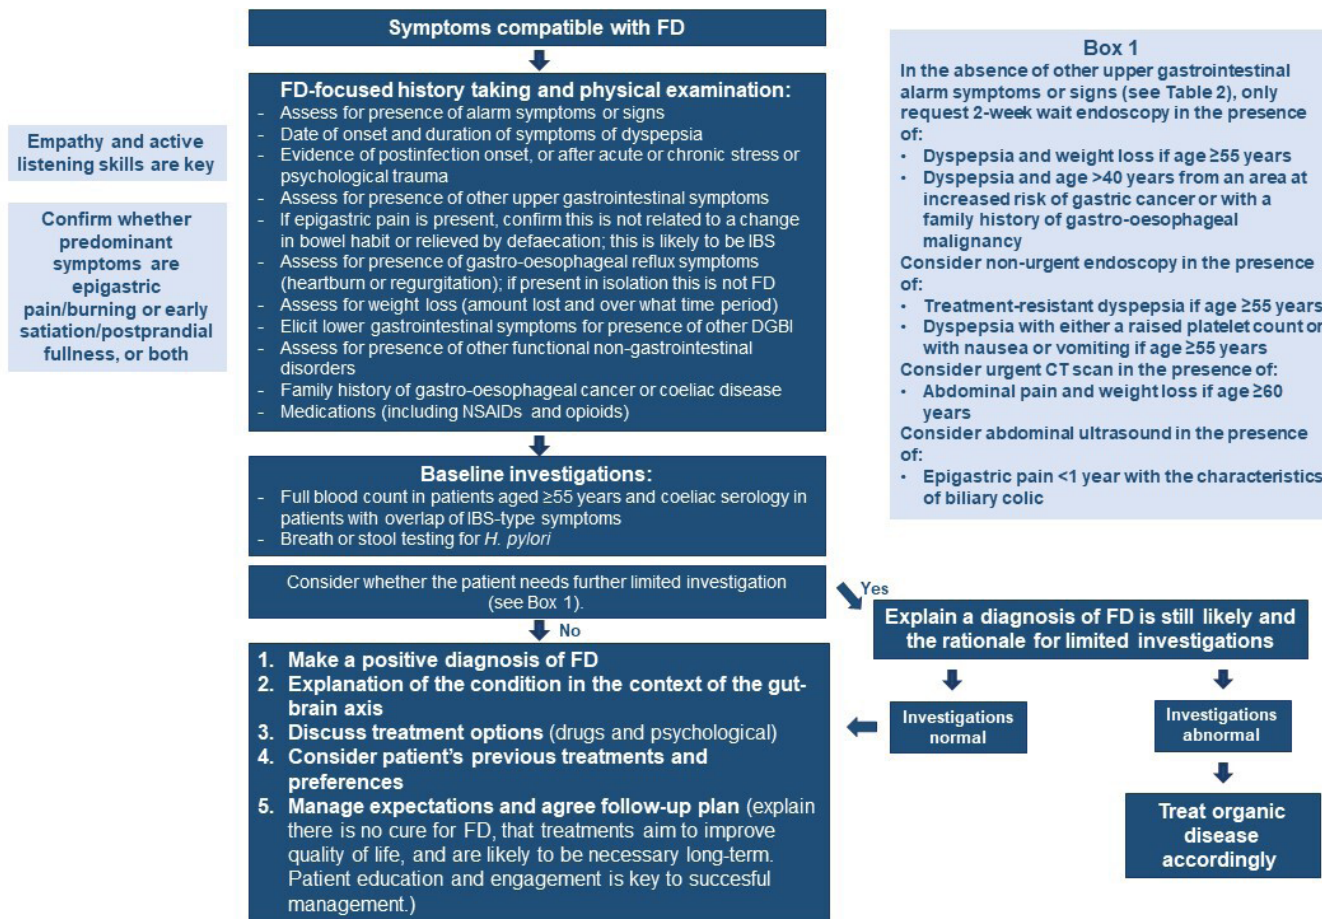 Symptoms compatible with FD
FD-focused history taking and physical examination:
- Assess for presence of alarm symptoms or signs
- Date of onset and duration of symptoms of dyspepsia
- Evidence of postinfection onset, or after acute or chronic stress or
psychological trauma
- Assess for presence of other upper gastrointestinal symptoms
- If epigastric pain is present, confirm this is not related to a change
in bowel habit or relieved by defaecation; this is likely to be IBS
- Assess for presence of gastro-oesophageal reflux symptoms
(heartburn or regurgitation); if present in isolation this is not FD
- Assess for weight loss (amount lost and over what time period)
- Elicit lower gastrointestinal symptoms for presence of other DGBI
- Assess for presence of other functional non-gastrointestinal
disorders
- Family history of gastro-oesophageal cancer or coeliac disease
- Medications (including NSAIDs and opioids)
Empathy and active
listening skills are key
Confirm whether
predominant
symptoms are
epigastric
pain/burning or early
satiation/postprandial
fullness, or both
Box 1
In the absence of other upper gastrointestinal
alarm symptoms or signs (see Table 2), only
request 2-week wait endoscopy in the presence
of:
• Dyspepsia and weight loss if age ≥55 years
• Dyspepsia and age >40 years from an area at
increased risk of gastric cancer or with a
family history of gastro-oesophageal
malignancy
Consider non-urgent endoscopy in the presence
of:
• Treatment-resistant dyspepsia if age ≥55 years
• Dyspepsia with either a raised platelet count or
with nausea or vomiting if age ≥55 years
Consider urgent CT scan in the presence of:
• Abdominal pain and weight loss if age ≥60
years
Consider abdominal ultrasound in the presence
of:
• Epigastric pain <1 year with the characteristics
of biliary colic
Baseline investigations:
- Full blood count in patients aged ≥55 years and coeliac serology in
patients with overlap of IBS-type symptoms
- Breath or stool testing for H. pylori
Consider whether the patient needs further limited investigation
(see Box 1).
Yes
No
Explain a diagnosis of FD is still likely and
the rationale for limited investigations
Investigations
normal
Investigations
abnormal
Treat organic
disease
accordingly
1. Make a positive diagnosis of FD
2. Explanation of the condition in the context of the gut-
brain axis
3. Discuss treatment options (drugs and psychological)
4. Consider patient's previous treatments and
preferences
5. Manage expectations and agree follow-up plan (explain
there is no cure for FD, that treatments aim to improve
quality of life, and are likely to be necessary long-term.
Patient education and engagement is key to succesful
management.)